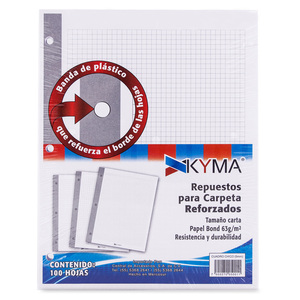 Banda de plástico
que refuerza el borde de las hojas
KYMA
Repuestos
para Carpeta
Reforzados
Tamaño carta
Papel Bond 63g/m²
Resistencia y durabilidad
CONTENIDO:
100 HOJAS